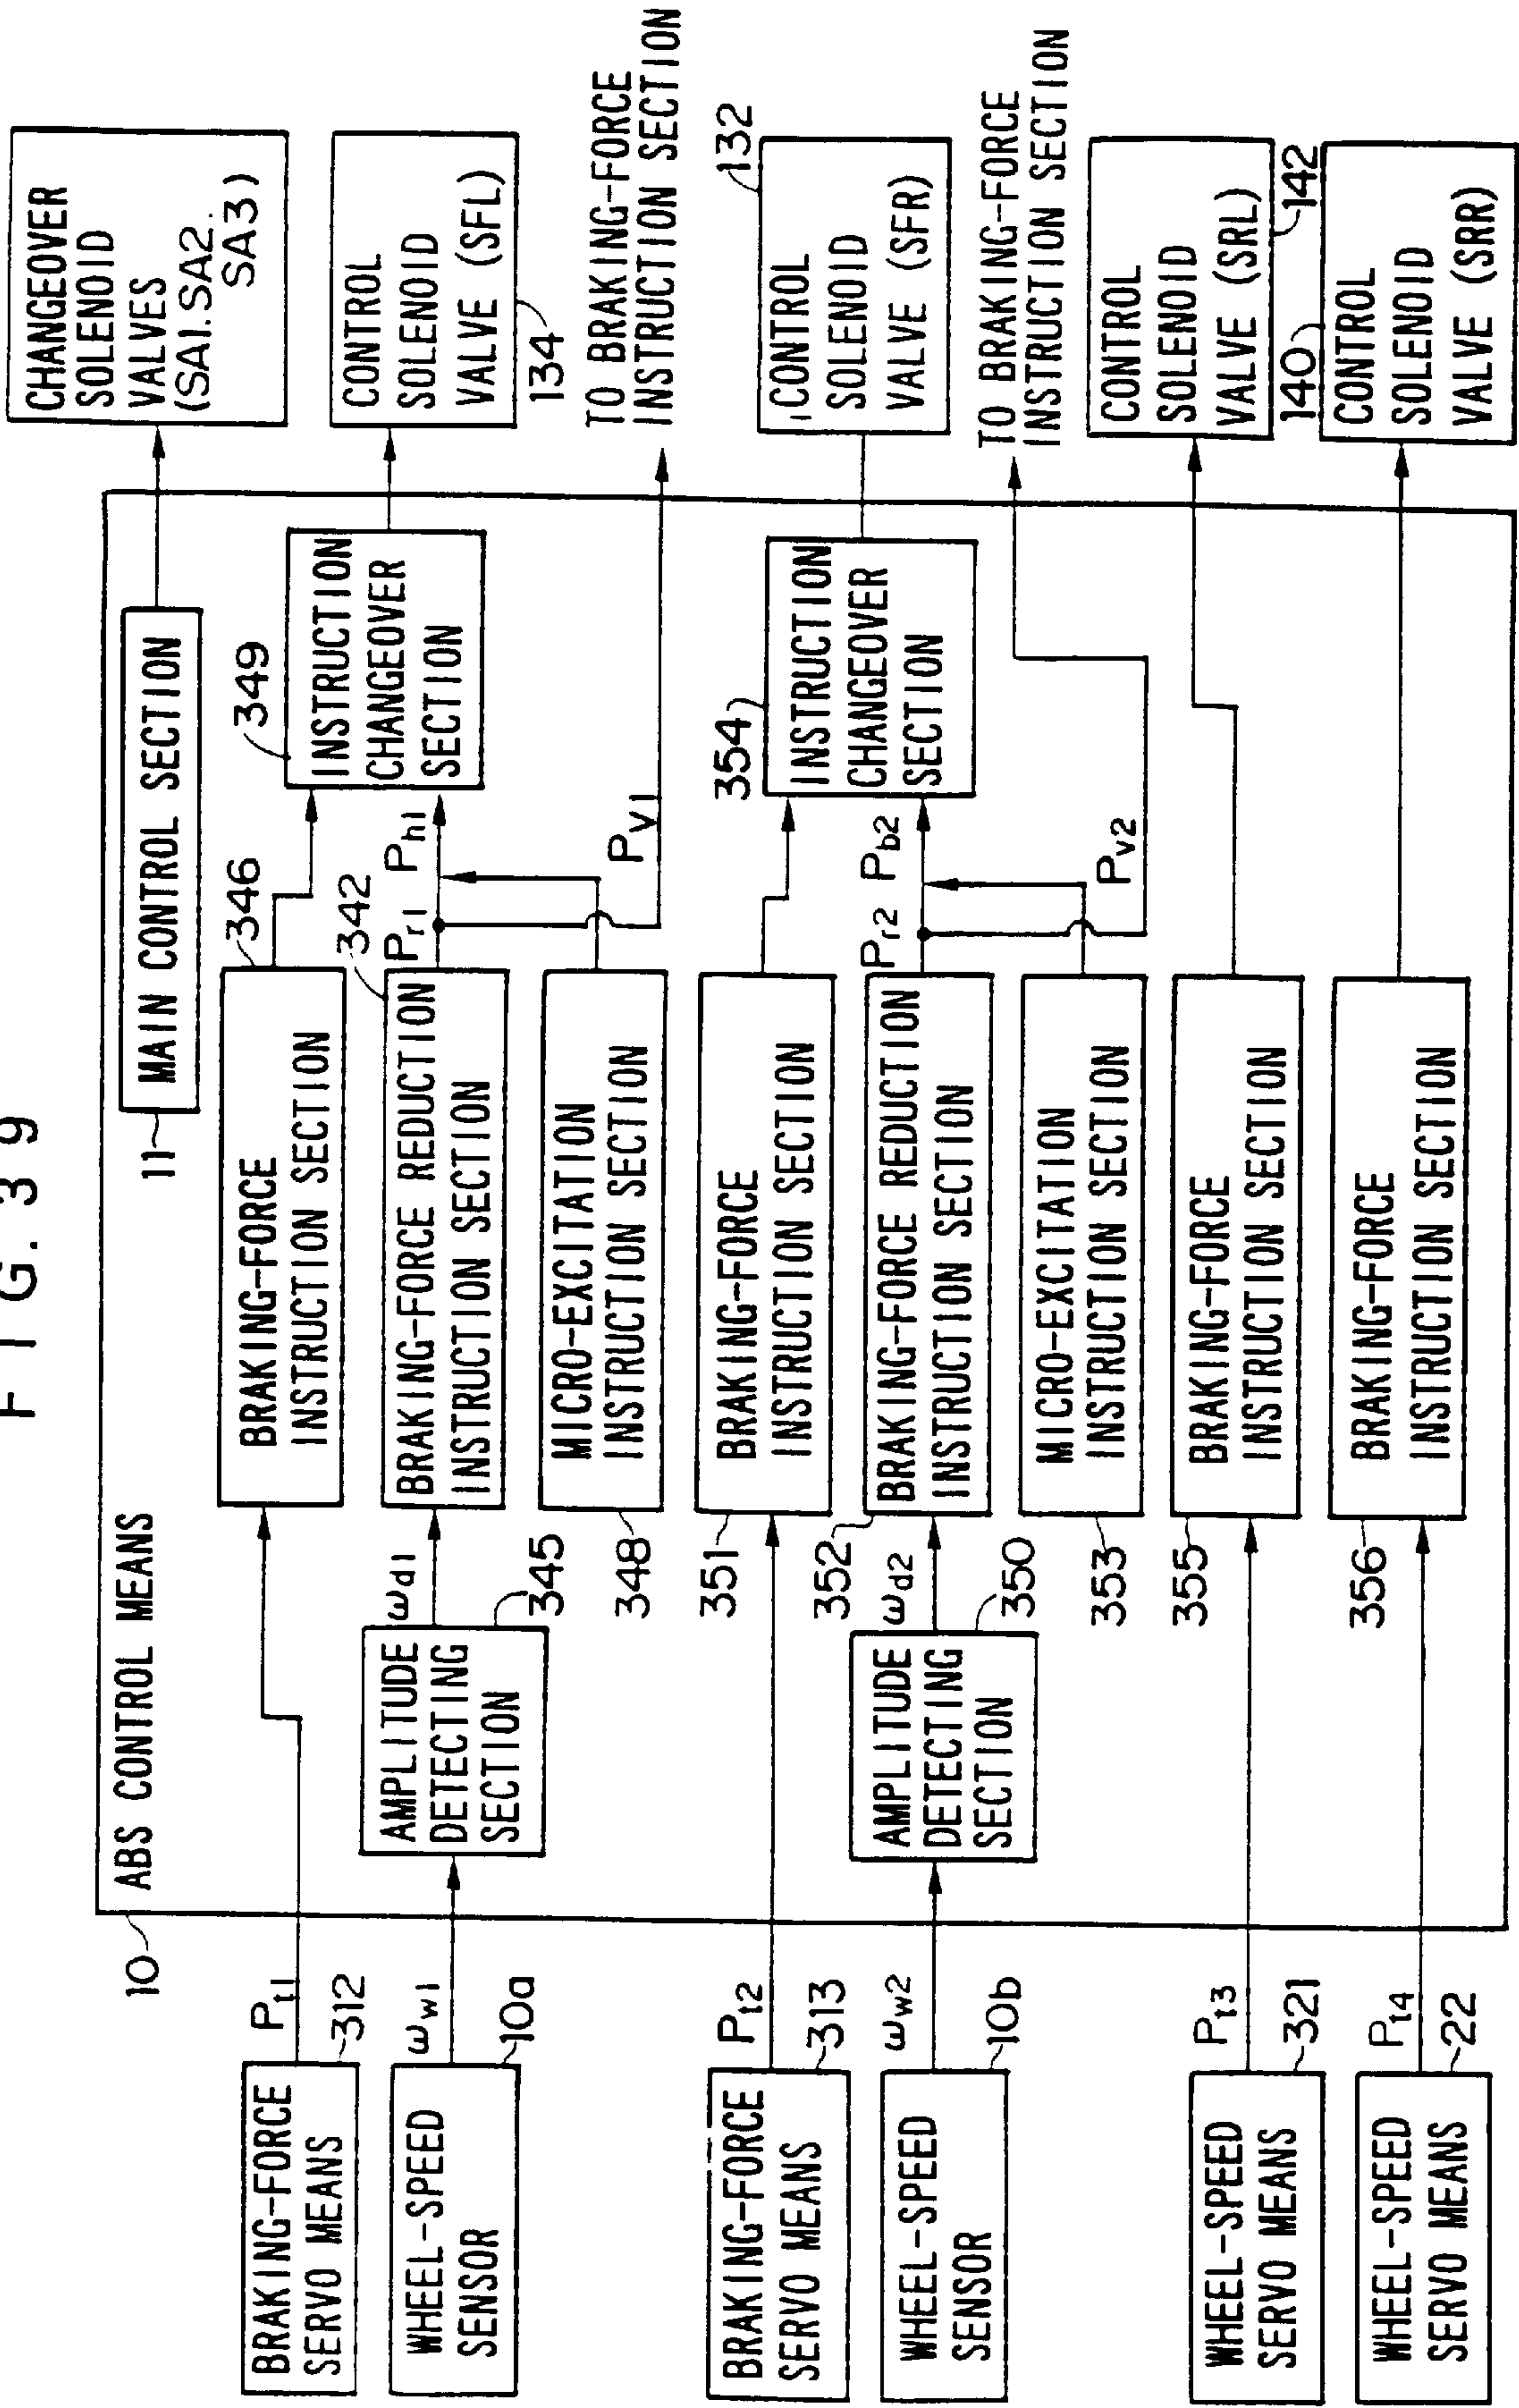 FIG. 39
10
ABS CONTROL MEANS
11
MAIN CONTROL SECTION
CHANGEOVER
SOLENOID
VALVES
(SA1. SA2.
SA3)
BRAKING-FORCE
SERVO MEANS
312
Pt1
346
BRAKING-FORCE
INSTRUCTION SECTION
349
INSTRUCTION
CHANGEOVER
SECTION
CONTROL
SOLENOID
VALVE (SFL)
134
WHEEL-SPEED
SENSOR
10a
ωw1
AMPLITUDE
DETECTING
SECTION
345
ωd1
342
BRAKING-FORCE REDUCTION
INSTRUCTION SECTION
Pr1
Ph1
MICRO-EXCITATION
INSTRUCTION SECTION
348
Pv1
TO BRAKING-FORCE
INSTRUCTION SECTION
BRAKING-FORCE
SERVO MEANS
313
Pt2
351
BRAKING-FORCE
INSTRUCTION SECTION
354
INSTRUCTION
CHANGEOVER
SECTION
132
CONTROL
SOLENOID
VALVE (SFR)
WHEEL-SPEED
SENSOR
10b
ωw2
AMPLITUDE
DETECTING
SECTION
350
ωd2
352
BRAKING-FORCE REDUCTION
INSTRUCTION SECTION
Pr2
Pb2
MICRO-EXCITATION
INSTRUCTION SECTION
353
Pv2
TO BRAKING-FORCE
INSTRUCTION SECTION
WHEEL-SPEED
SERVO MEANS
321
Pt3
355
BRAKING-FORCE
INSTRUCTION SECTION
CONTROL
SOLENOID
VALVE (SRL)
142
WHEEL-SPEED
SERVO MEANS
22
Pt4
356
BRAKING-FORCE
INSTRUCTION SECTION
140
CONTROL
SOLENOID
VALVE (SRR)